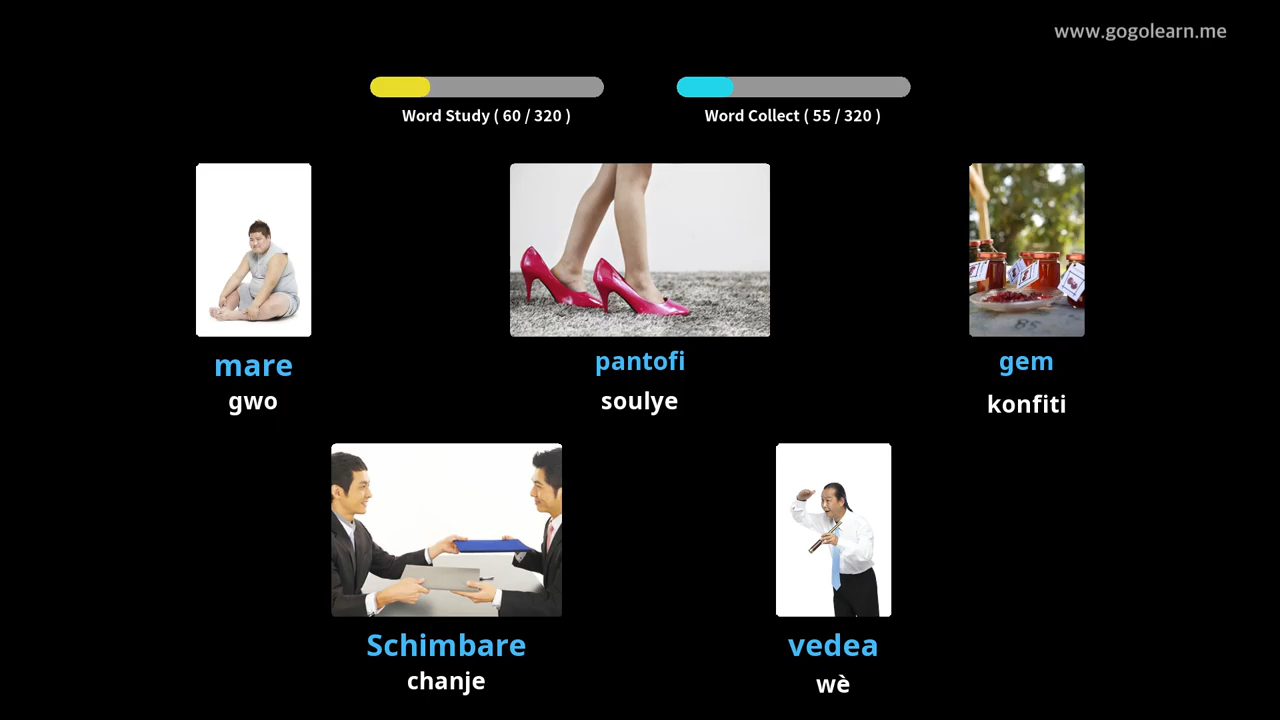 www.gogolearn.me
Word Study ( 60 / 320 )
Word Collect ( 55 / 320 )
mare
gwo
pantofi
soulye
gem
konfiti
Schimbare
chanje
vedea
wè